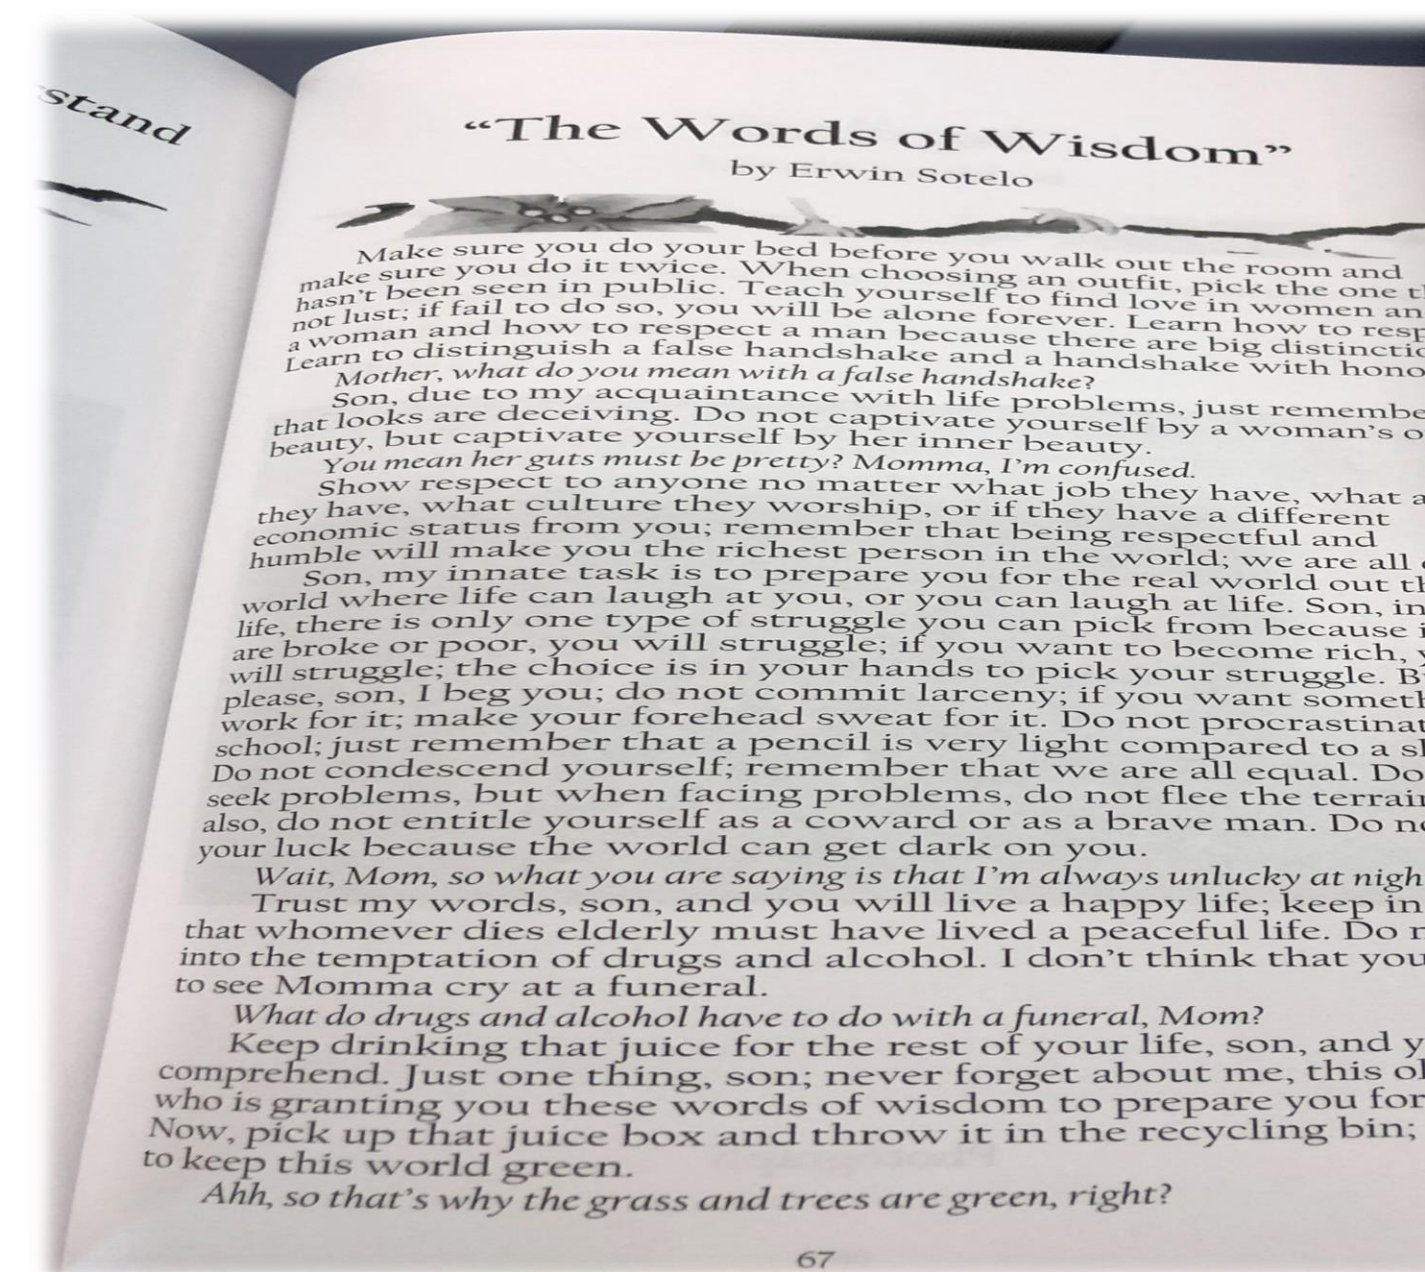 stand
“The Words of Wisdom”
by Erwin Sotelo
Make sure you do your bed before you walk out the room and
make sure you do it twice. When choosing an outfit, pick the one
hasn’t been seen in public. Teach yourself to find love in women
not lust; if fail to do so, you will be alone forever. Learn how to
a woman and how to respect a man because there are big
Learn to distinguish a false handshake and a handshake with
Mother, what do you mean with a false handshake?
Son, due to my acquaintance with life problems, just
that looks are deceiving. Do not captivate yourself by a woman’s
beauty, but captivate yourself by her inner beauty.
You mean her guts must be pretty? Momma, I’m confused.
Show respect to anyone no matter what job they have, what
they have, what culture they worship, or if they have a different
economic status from you; remember that being respectful and
humble will make you the richest person in the world; we are all
Son, my innate task is to prepare you for the real world out
world where life can laugh at you, or you can laugh at life. Son, in
life, there is only one type of struggle you can pick from because
are broke or poor, you will struggle; if you want to become rich,
will struggle; the choice is in your hands to pick your struggle.
please, son, I beg you; do not commit larceny; if you want
work for it; make your forehead sweat for it. Do not
school; just remember that a pencil is very light compared to a
Do not condescend yourself; remember that we are all equal. Do
seek problems, but when facing problems, do not flee the
also, do not entitle yourself as a coward or as a brave man. Do
your luck because the world can get dark on you.
Wait, Mom, so what you are saying is that I’m always unlucky at
Trust my words, son, and you will live a happy life; keep in
that whomever dies elderly must have lived a peaceful life. Do
into the temptation of drugs and alcohol. I don’t think that you
to see Momma cry at a funeral.
What do drugs and alcohol have to do with a funeral, Mom?
Keep drinking that juice for the rest of your life, son, and
comprehend. Just one thing, son; never forget about me, this
who is granting you these words of wisdom to prepare you for
Now, pick up that juice box and throw it in the recycling bin;
to keep this world green.
Ahh, so that’s why the grass and trees are green, right?
67